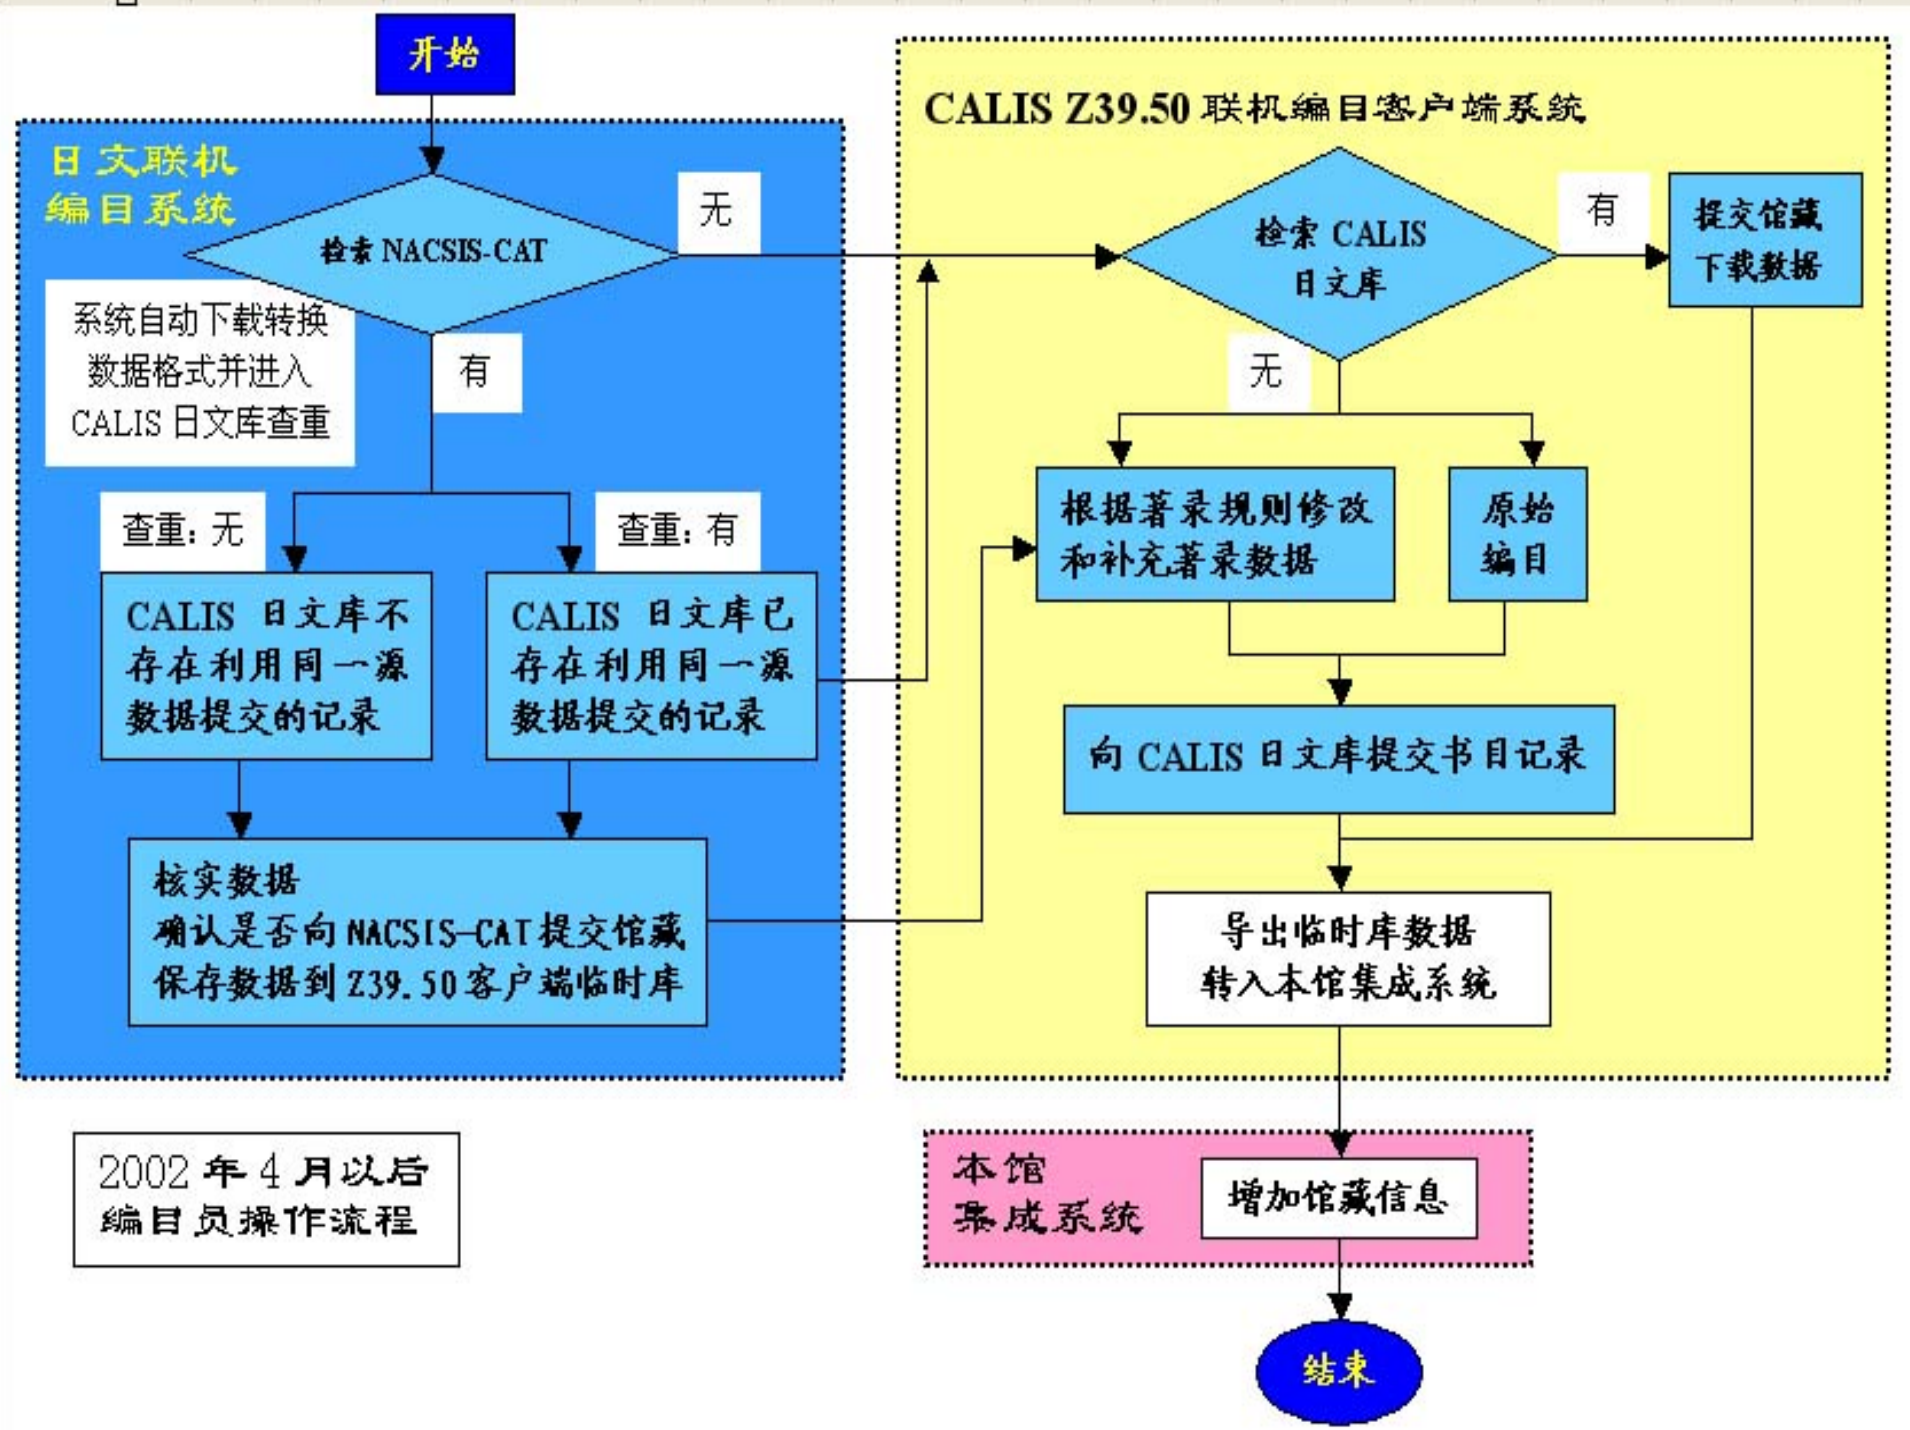 开始
日文联机
编目系统
检索 NACSIS-CAT
无
系统自动下载转换
数据格式并进入
CALIS 日文库查重
有
查重：无
查重：有
CALIS 日文库不
存在利用同一源
数据提交的记录
CALIS 日文库已
存在利用同一源
数据提交的记录
核实数据
确认是否向 NACSIS-CAT 提交馆藏
保存数据到 Z39.50 客户端临时库
2002 年 4 月以后
编目员操作流程
CALIS Z39.50 联机编目客户端系统
检索 CALIS
日文库
有
提交馆藏
下载数据
无
根据著录规则修改
和补充著录数据
原始
编目
向 CALIS 日文库提交书目记录
导出临时库数据
转入本馆集成系统
本馆
集成系统
增加馆藏信息
结束